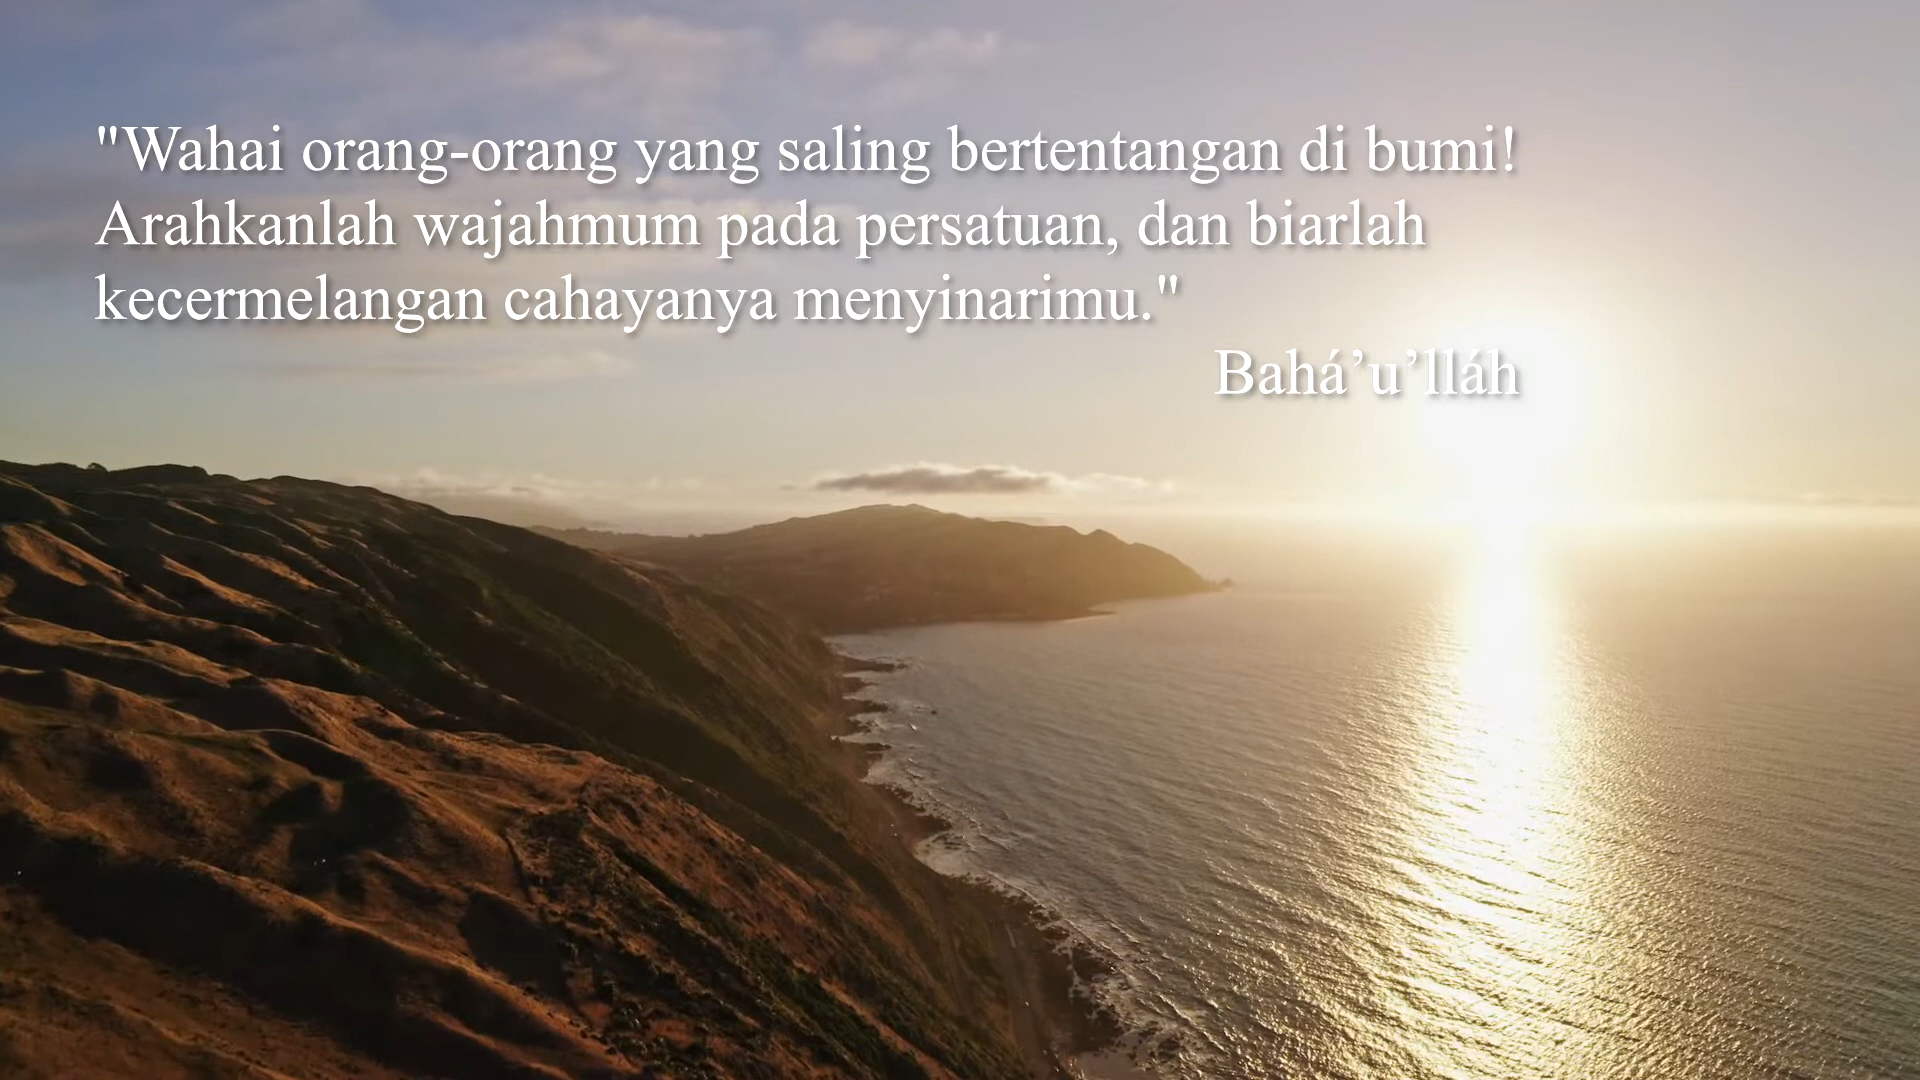 "Wahai orang-orang yang saling bertentangan di bumi!
Arahkanlah wajahmum pada persatuan, dan biarlah
kecermelangan cahayanya menyinarimu."
Bahá’u’lláh